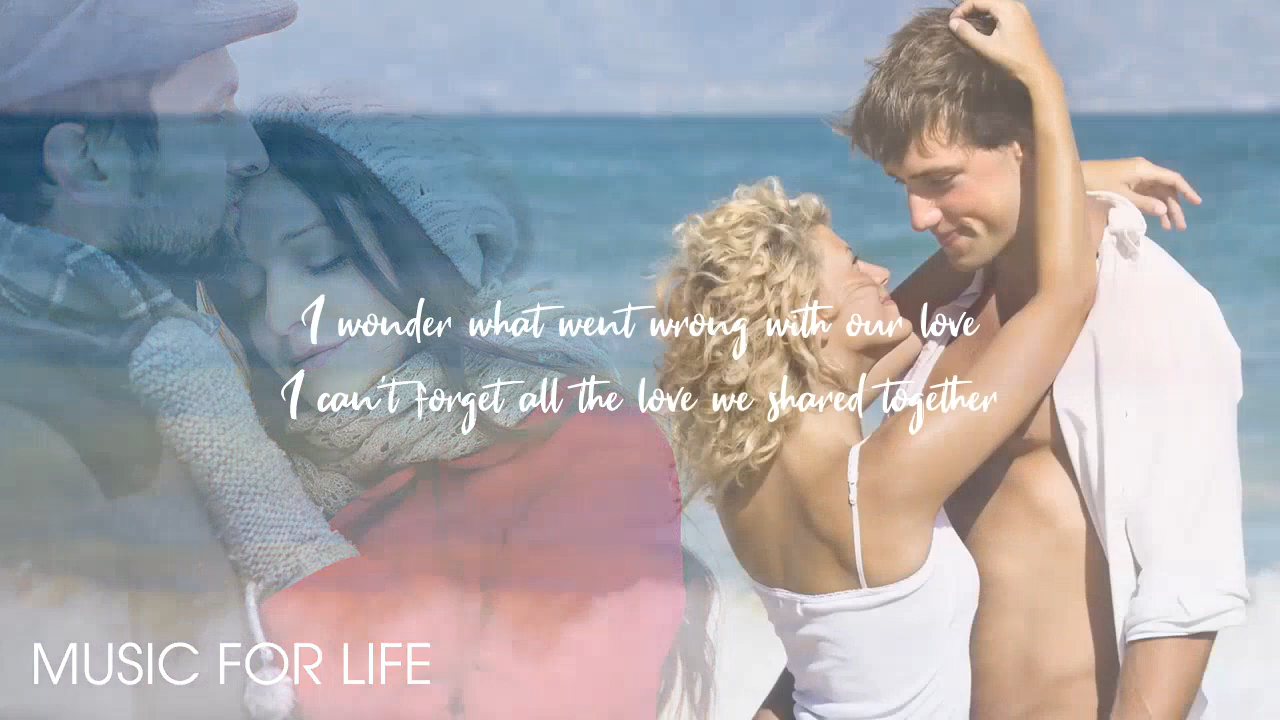 I wonder what went wrong with our love
I can't forget all the love we shared together
MUSIC FOR LIFE